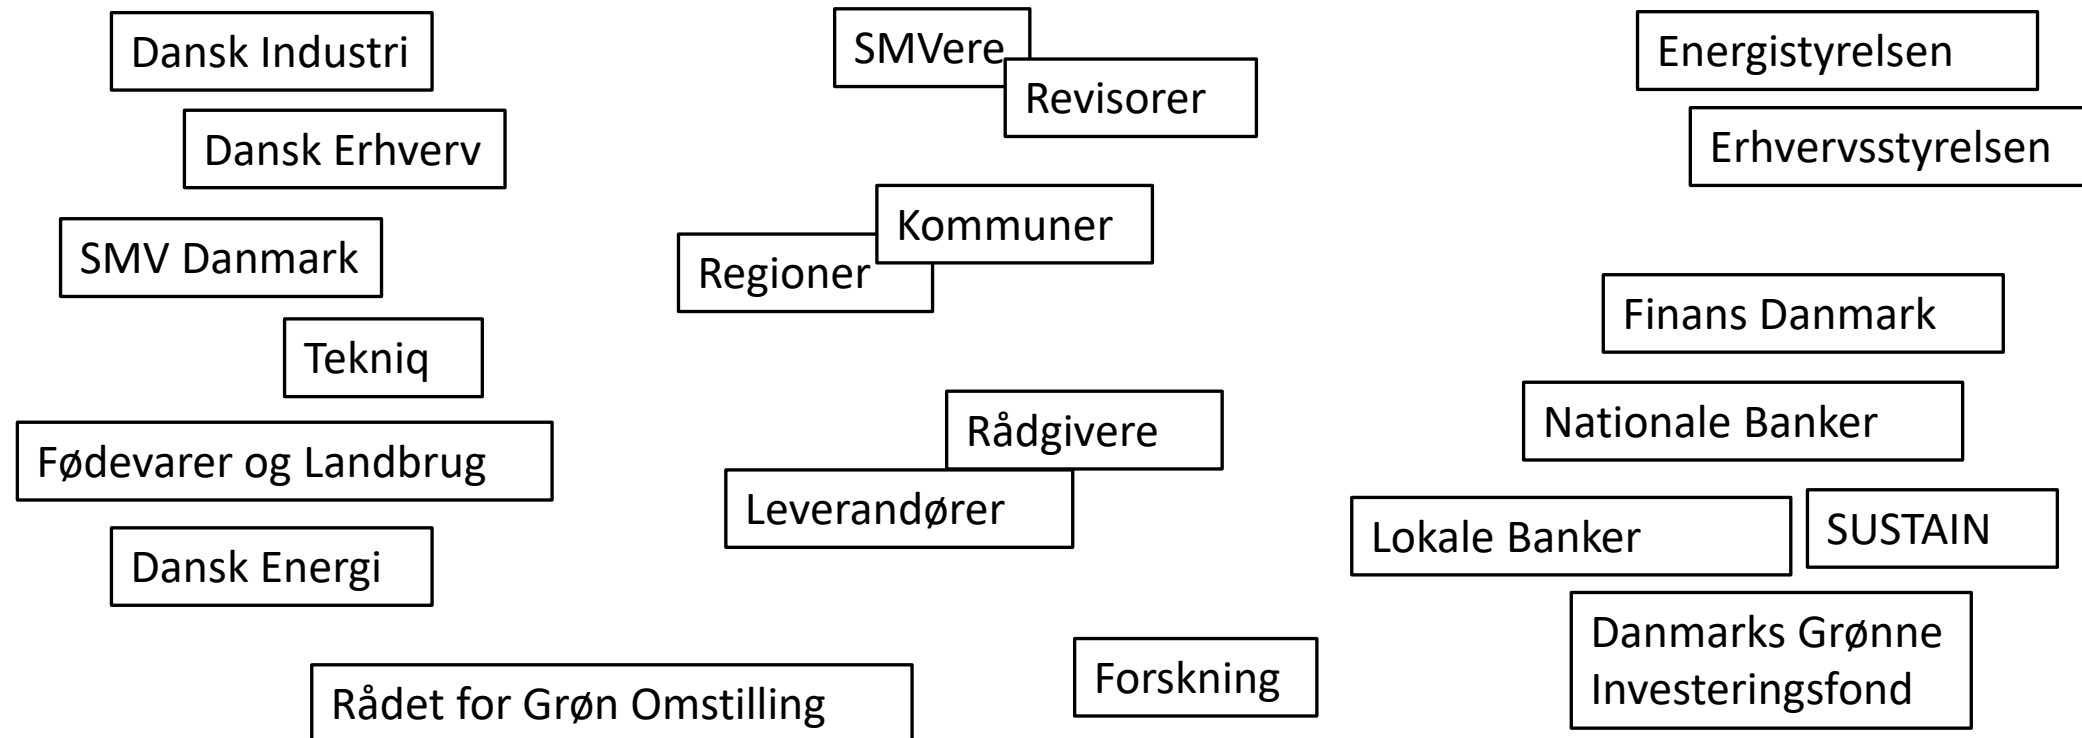 Dansk Industri
Dansk Erhverv
SMV Danmark
Tekniq
Fødevarer og Landbrug
Dansk Energi
Rådet for Grøn Omstilling
SMVere
Revisorer
Kommuner
Regioner
Rådgivere
Leverandører
Forskning
Energistyrelsen
Erhvervsstyrelsen
Finans Danmark
Nationale Banker
Lokale Banker
SUSTAIN
Danmarks Grønne
Investeringsfond